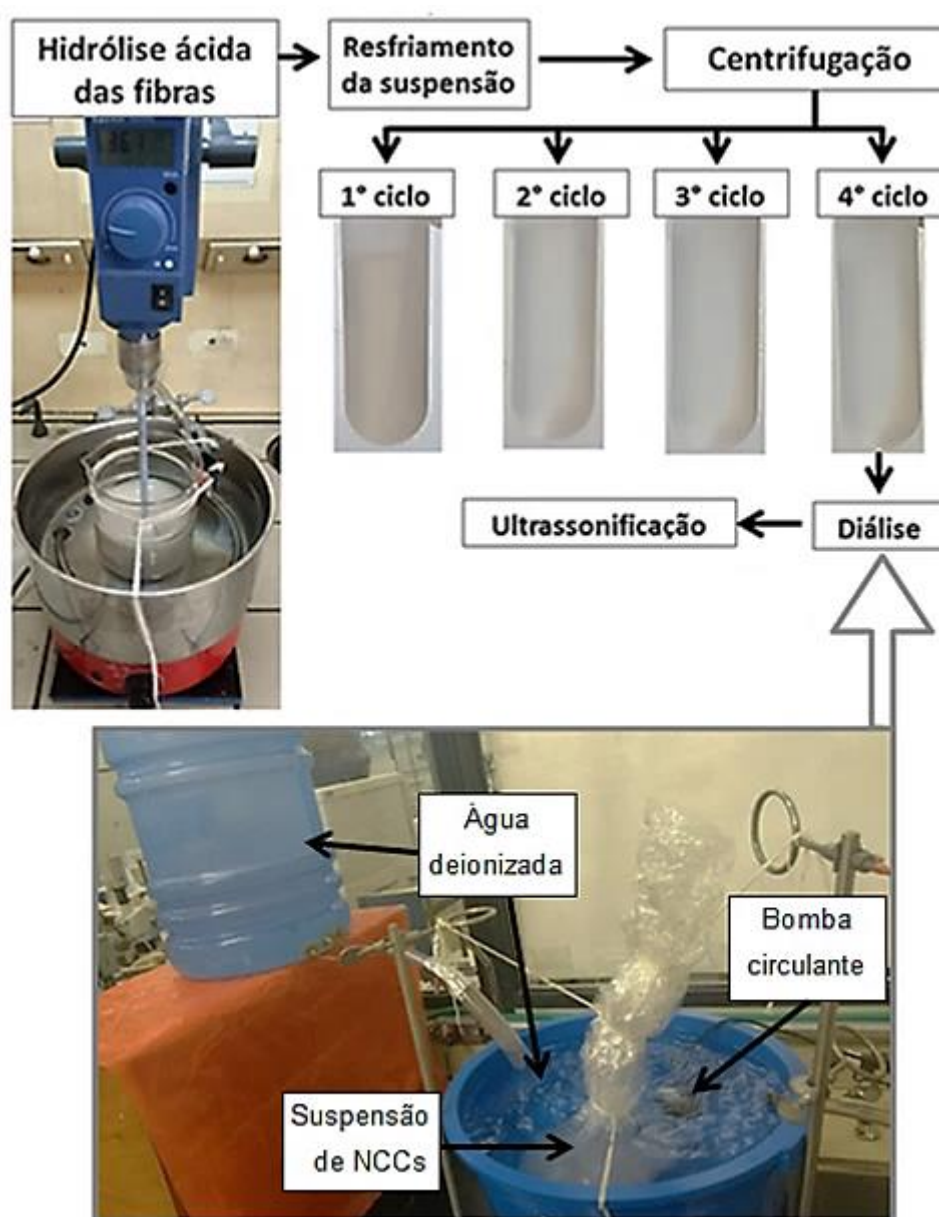 Hidrólise ácida
das fibras
Resfriamento
da suspensão
Centrifugação
1° ciclo
2° ciclo
3° ciclo
4° ciclo
Ultrassonificação
Diálise
Água
deionizada
Bomba
circulante
Suspensão
de NCCs